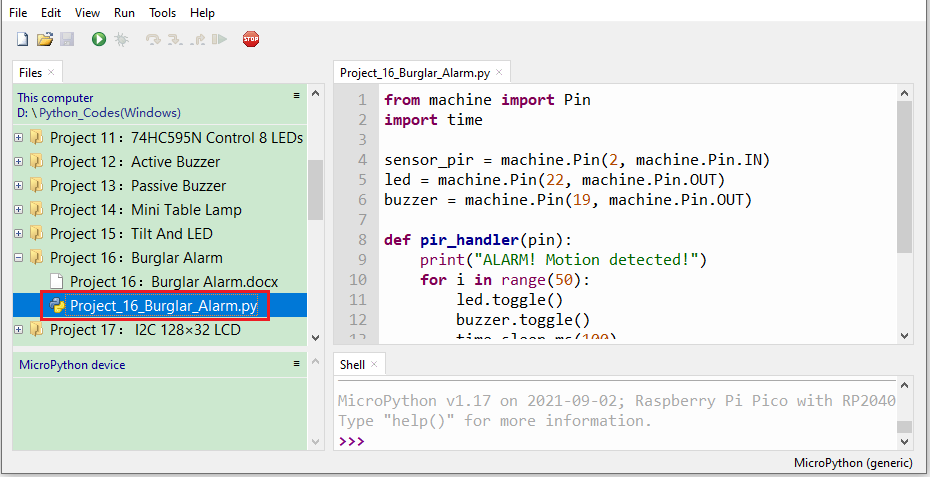 File Edit View Run Tools Help
STOP
Files ×
This computer
D: \Python_Codes(Windows)
Project 11：74HC595N Control 8 LEDs
Project 12：Active Buzzer
Project 13：Passive Buzzer
Project 14：Mini Table Lamp
Project 15：Tilt And LED
Project 16：Burglar Alarm
Project 16：Burglar Alarm.docx
Project_16_Burglar_Alarm.py
Project 17： I2C 128×32 LCD
MicroPython device
Project_16_Burglar_Alarm.py ×
1 from machine import Pin
2 import time
3
4 sensor_pir = machine.Pin(2, machine.Pin.IN)
5 led = machine.Pin(22, machine.Pin.OUT)
6 buzzer = machine.Pin(19, machine.Pin.OUT)
7
8 def pir_handler(pin):
9 print("ALARM! Motion detected!")
10 for i in range(50):
11 led.toggle()
12 buzzer.toggle()
13 time.sleep_ms(100)
Shell ×
MicroPython v1.17 on 2021-09-02; Raspberry Pi Pico with RP2040
Type "help()" for more information.
>>>
MicroPython (generic)